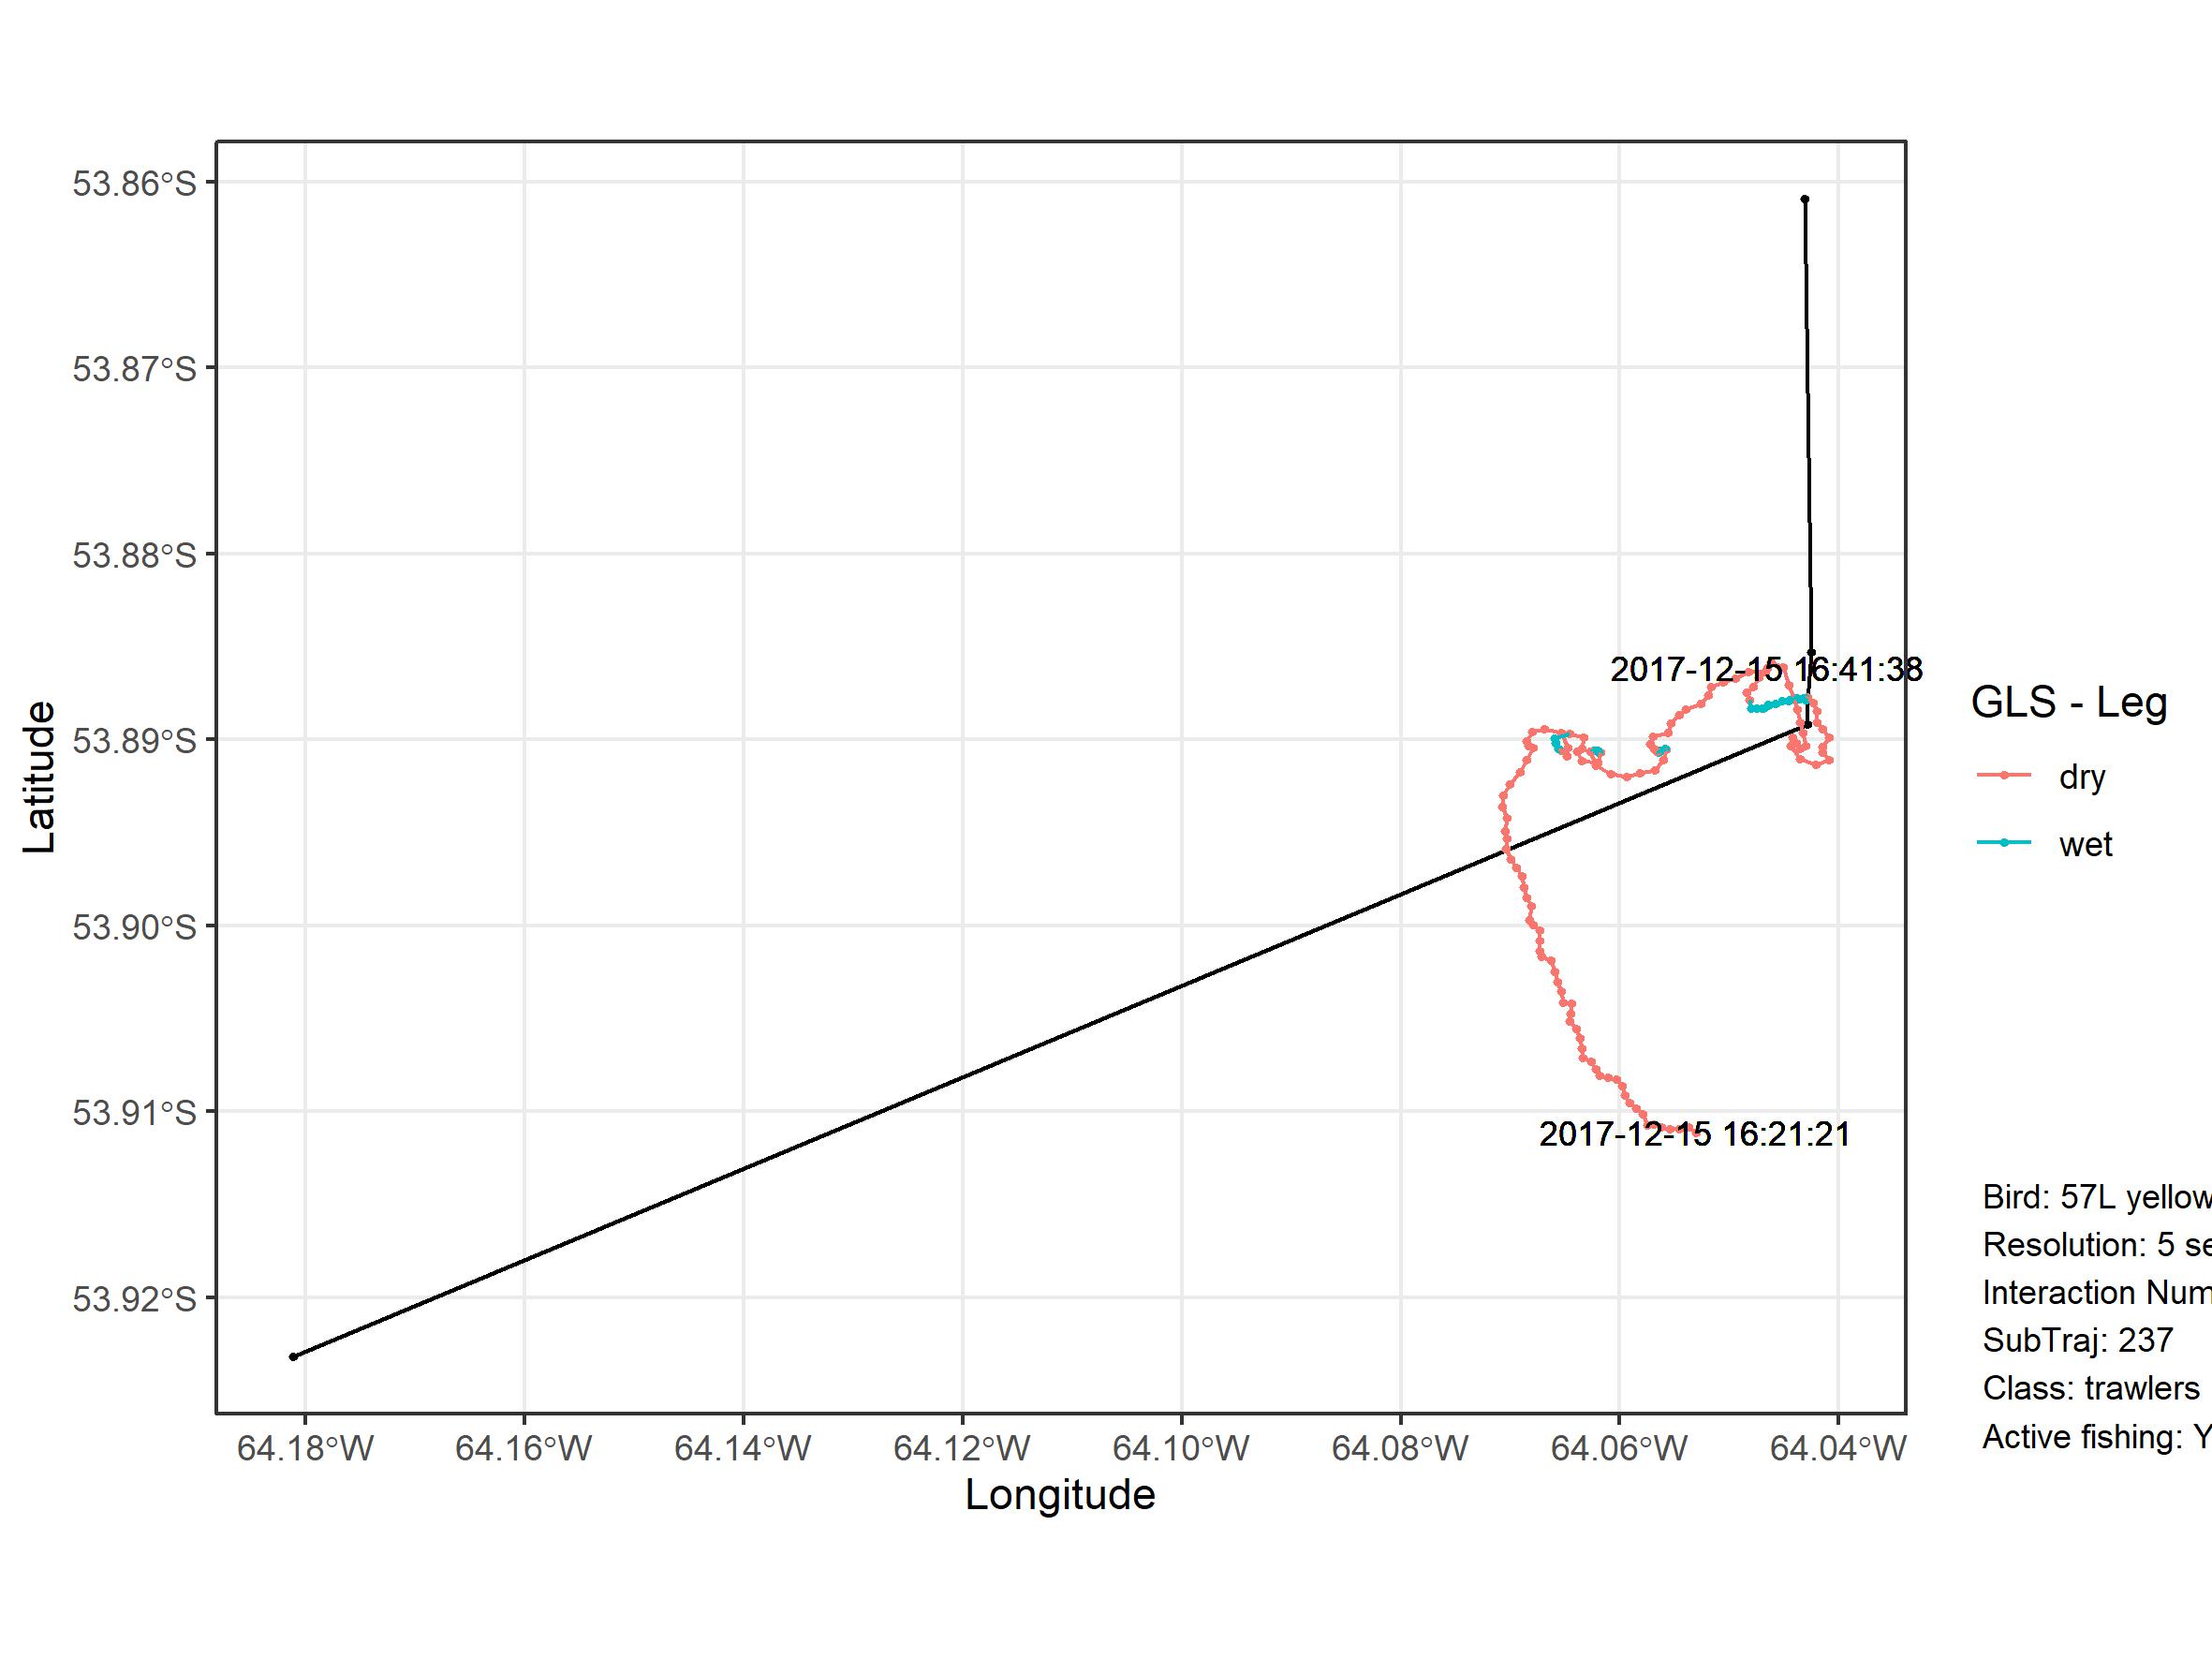 53.86°S
53.87°S
53.88°S
53.89°S
53.90°S
53.91°S
53.92°S
Latitude
64.18°W
64.16°W
64.14°W
64.12°W
64.10°W
64.08°W
64.06°W
64.04°W
Longitude
2017-12-15 16:41:38
2017-12-15 16:21:21
GLS - Leg
dry
wet
Bird: 57L yellow
Resolution: 5 se
Interaction Num
SubTraj: 237
Class: trawlers
Active fishing: Y